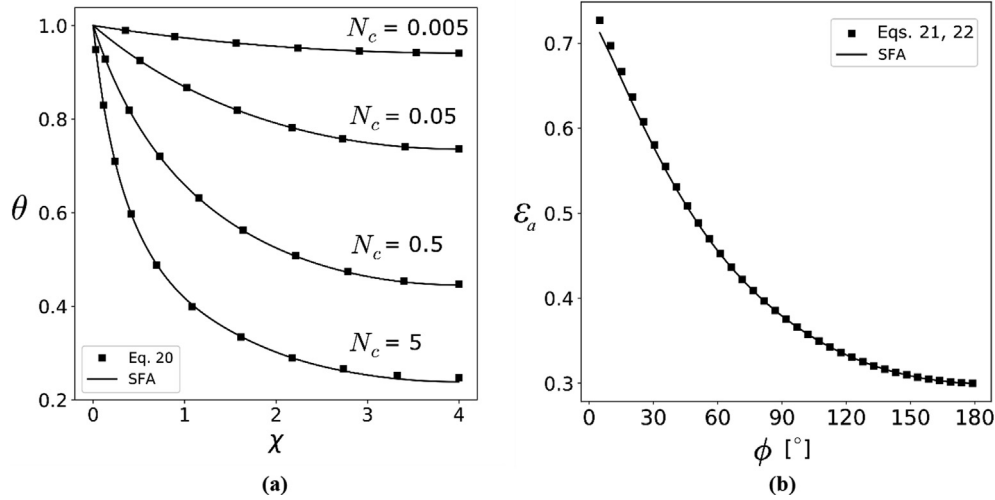 1.0
0.8
0.6
0.4
0.2
θ
N_c = 0.005
N_c = 0.05
N_c = 0.5
N_c = 5
Eq. 20
SFA
0 1 2 3 4
χ
(a)
0.7
0.6
0.5
0.4
0.3
ε_a
Eqs. 21, 22
SFA
0 30 60 90 120 150 180
ϕ [°]
(b)